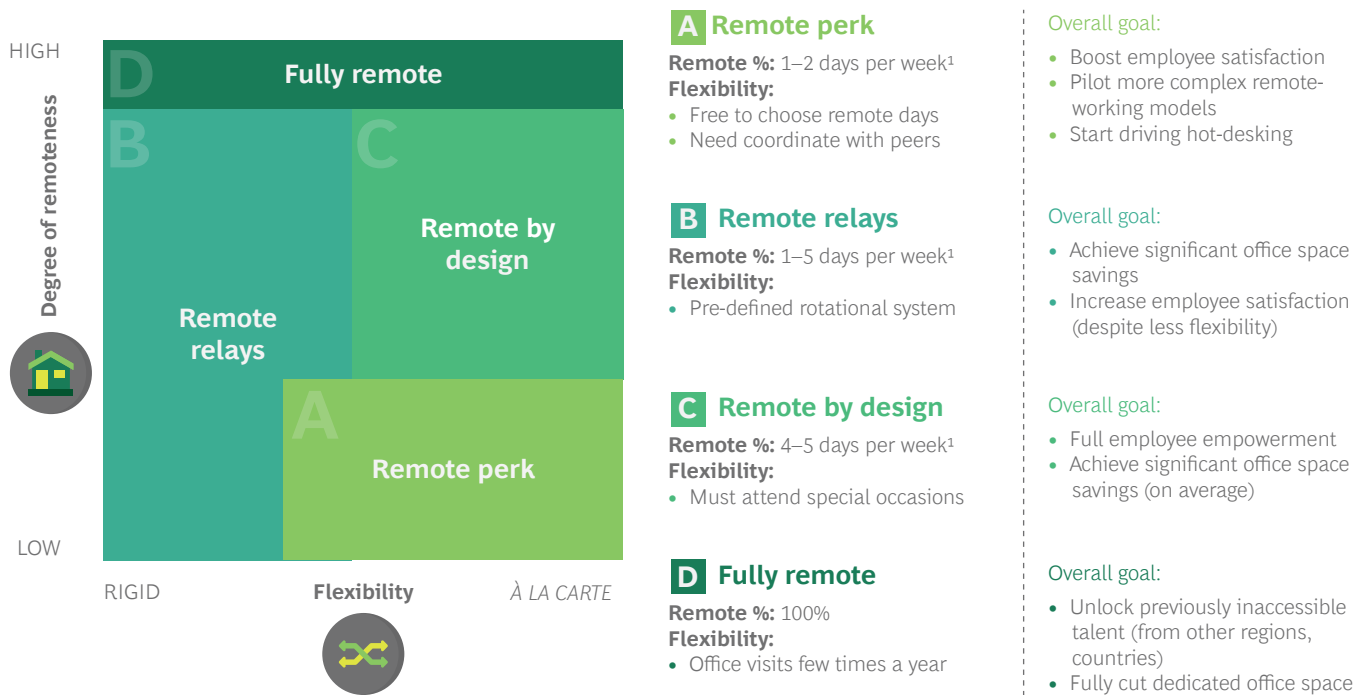 HIGH
Degree of remoteness
LOW
D
Fully remote
B
C
Remote by
design
Remote
relays
A
Remote perk
RIGID
Flexibility
À LA CARTE
A Remote perk
Remote %: 1–2 days per week¹
Flexibility:
• Free to choose remote days
• Need coordinate with peers
Overall goal:
• Boost employee satisfaction
• Pilot more complex remote-
working models
• Start driving hot-desking
B Remote relays
Remote %: 1–5 days per week¹
Flexibility:
• Pre-defined rotational system
Overall goal:
• Achieve significant office space
savings
• Increase employee satisfaction
(despite less flexibility)
C Remote by design
Remote %: 4–5 days per week¹
Flexibility:
• Must attend special occasions
Overall goal:
• Full employee empowerment
• Achieve significant office space
savings (on average)
D Fully remote
Remote %: 100%
Flexibility:
• Office visits few times a year
Overall goal:
• Unlock previously inaccessible
talent (from other regions,
countries)
• Fully cut dedicated office space